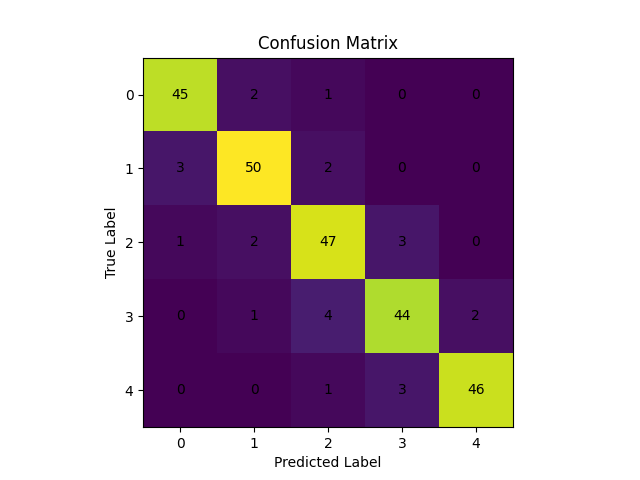 Confusion Matrix
0 45 2 1 0 0
1 3 50 2 0 0
True Label
2 1 2 47 3 0
3 0 1 4 44 2
4 0 0 1 3 46
0 1 2 3 4
Predicted Label